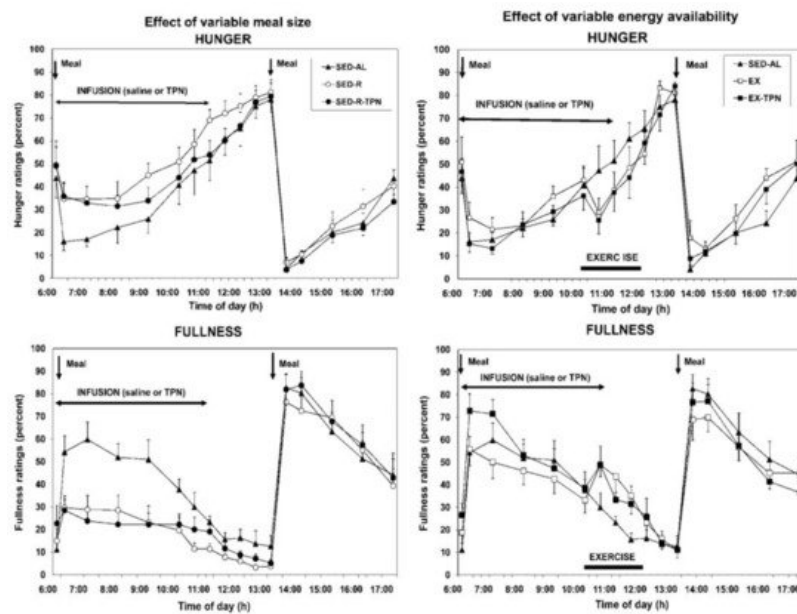 Effect of variable meal size
HUNGER
Hunger ratings (percent)
100
90
80
70
60
50
40
30
20
10
0
Meal
Meal
INFUSION (saline or TPN)
SED-AL
SED-R
SED-R-TPN
6:00 7:00 8:00 9:00 10:00 11:00 12:00 13:00 14:00 15:00 16:00 17:00
Time of day (h)
Effect of variable energy availability
HUNGER
Hunger ratings (percent)
100
90
80
70
60
50
40
30
20
10
0
Meal
Meal
INFUSION (saline or TPN)
SED-AL
EX
EX-TPN
EXERC ISE
6:00 7:00 8:00 9:00 10:00 11:00 12:00 13:00 14:00 15:00 16:00 17:00
Time of day (h)
FULLNESS
Fullness ratings (percent)
100
90
80
70
60
50
40
30
20
10
0
Meal
Meal
INFUSION (saline or TPN)
6:00 7:00 8:00 9:00 10:00 11:00 12:00 13:00 14:00 15:00 16:00 17:00
Time of day (h)
FULLNESS
Fullness ratings (percent)
100
90
80
70
60
50
40
30
20
10
0
Meal
Meal
INFUSION (saline or TPN)
EXERCISE
6:00 7:00 8:00 9:00 10:00 11:00 12:00 13:00 14:00 15:00 16:00 17:00
Time of day (h)